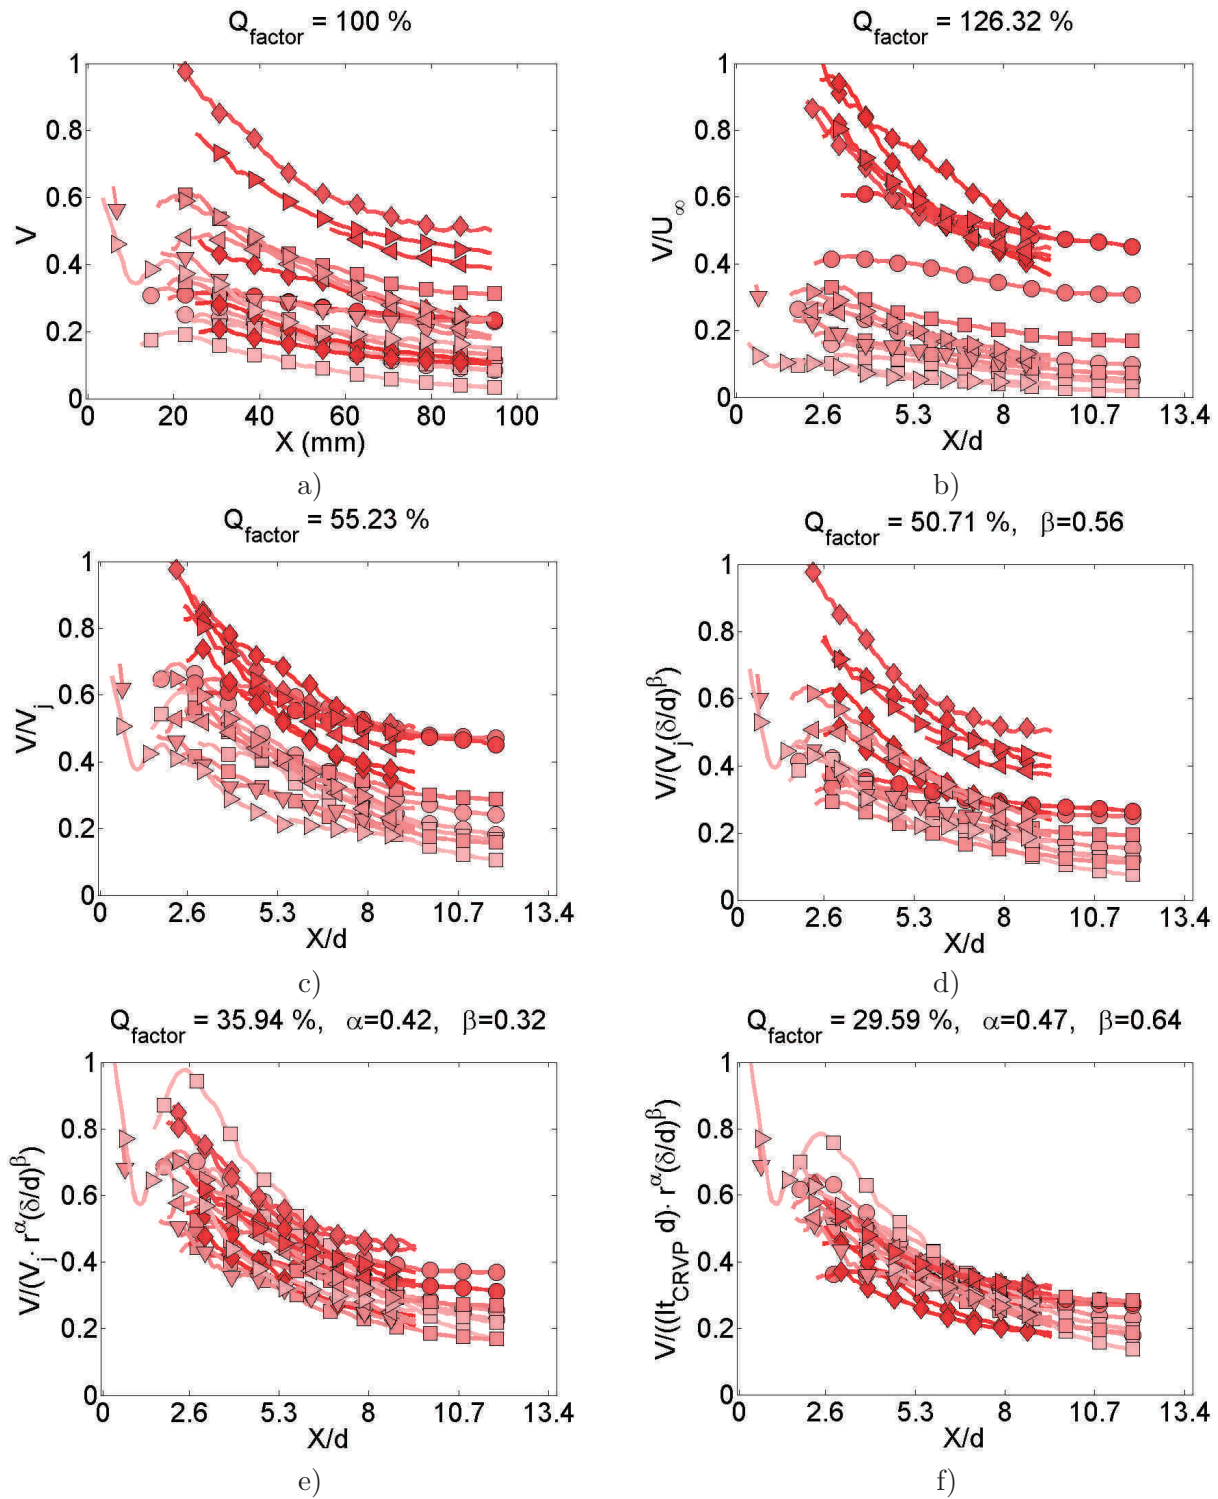 Q_factor = 100 %
Q_factor = 126.32 %
1
0.8
0.6
0.4
0.2
0
V
0 20 40 60 80 100
X (mm)
a)
1
0.8
0.6
0.4
0.2
0
V/U_∞
0 2.6 5.3 8 10.7 13.4
X/d
b)
Q_factor = 55.23 %
Q_factor = 50.71 %, β=0.56
1
0.8
0.6
0.4
0.2
0
V/V_j
0 2.6 5.3 8 10.7 13.4
X/d
c)
1
0.8
0.6
0.4
0.2
0
V/(V_j(δ/d)^β)
0 2.6 5.3 8 10.7 13.4
X/d
d)
Q_factor = 35.94 %, α=0.42, β=0.32
Q_factor = 29.59 %, α=0.47, β=0.64
1
0.8
0.6
0.4
0.2
0
V/(V_j· r^α(δ/d)^β)
0 2.6 5.3 8 10.7 13.4
X/d
e)
1
0.8
0.6
0.4
0.2
0
V/((It_CRVP d)· r^α(δ/d)^β)
0 2.6 5.3 8 10.7 13.4
X/d
f)